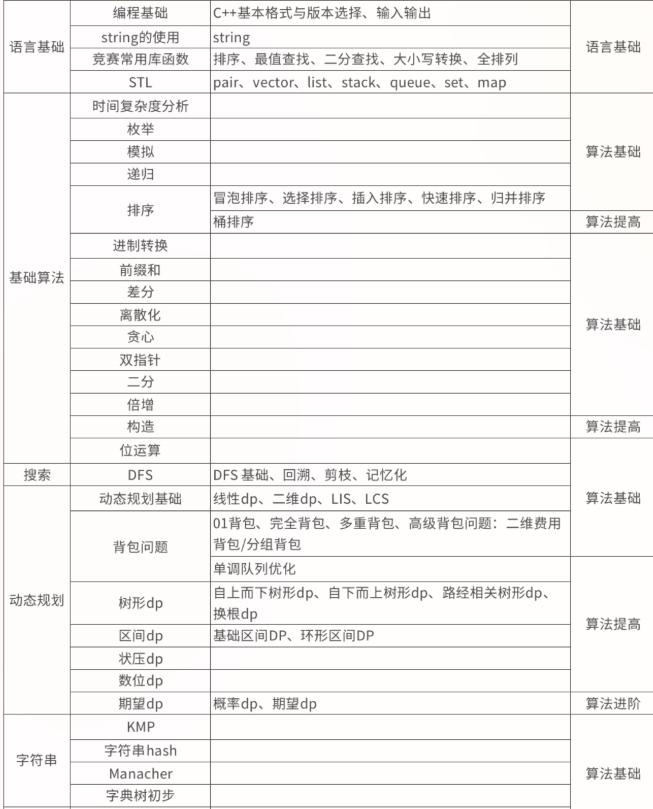 语言基础
编程基础
C++基本格式与版本选择、输入输出
语言基础
string的使用
string
竞赛常用库函数
排序、最值查找、二分查找、大小写转换、全排列
STL
pair、vector、list、stack、queue、set、map
基础算法
时间复杂度分析
算法基础
枚举
模拟
递归
排序
冒泡排序、选择排序、插入排序、快速排序、归并排序
桶排序
算法提高
进制转换
算法基础
前缀和
差分
离散化
贪心
双指针
二分
倍增
构造
算法提高
位运算
算法基础
搜索
DFS
DFS 基础、回溯、剪枝、记忆化
动态规划
动态规划基础
线性dp、二维dp、LIS、LCS
背包问题
01背包、完全背包、多重背包、高级背包问题：二维费用
背包/分组背包
单调队列优化
算法提高
树形dp
自上而下树形dp、自下而上树形dp、路经相关树形dp、
换根dp
区间dp
基础区间DP、环形区间DP
状压dp
数位dp
期望dp
概率dp、期望dp
算法进阶
字符串
KMP
算法基础
字符串hash
Manacher
字典树初步